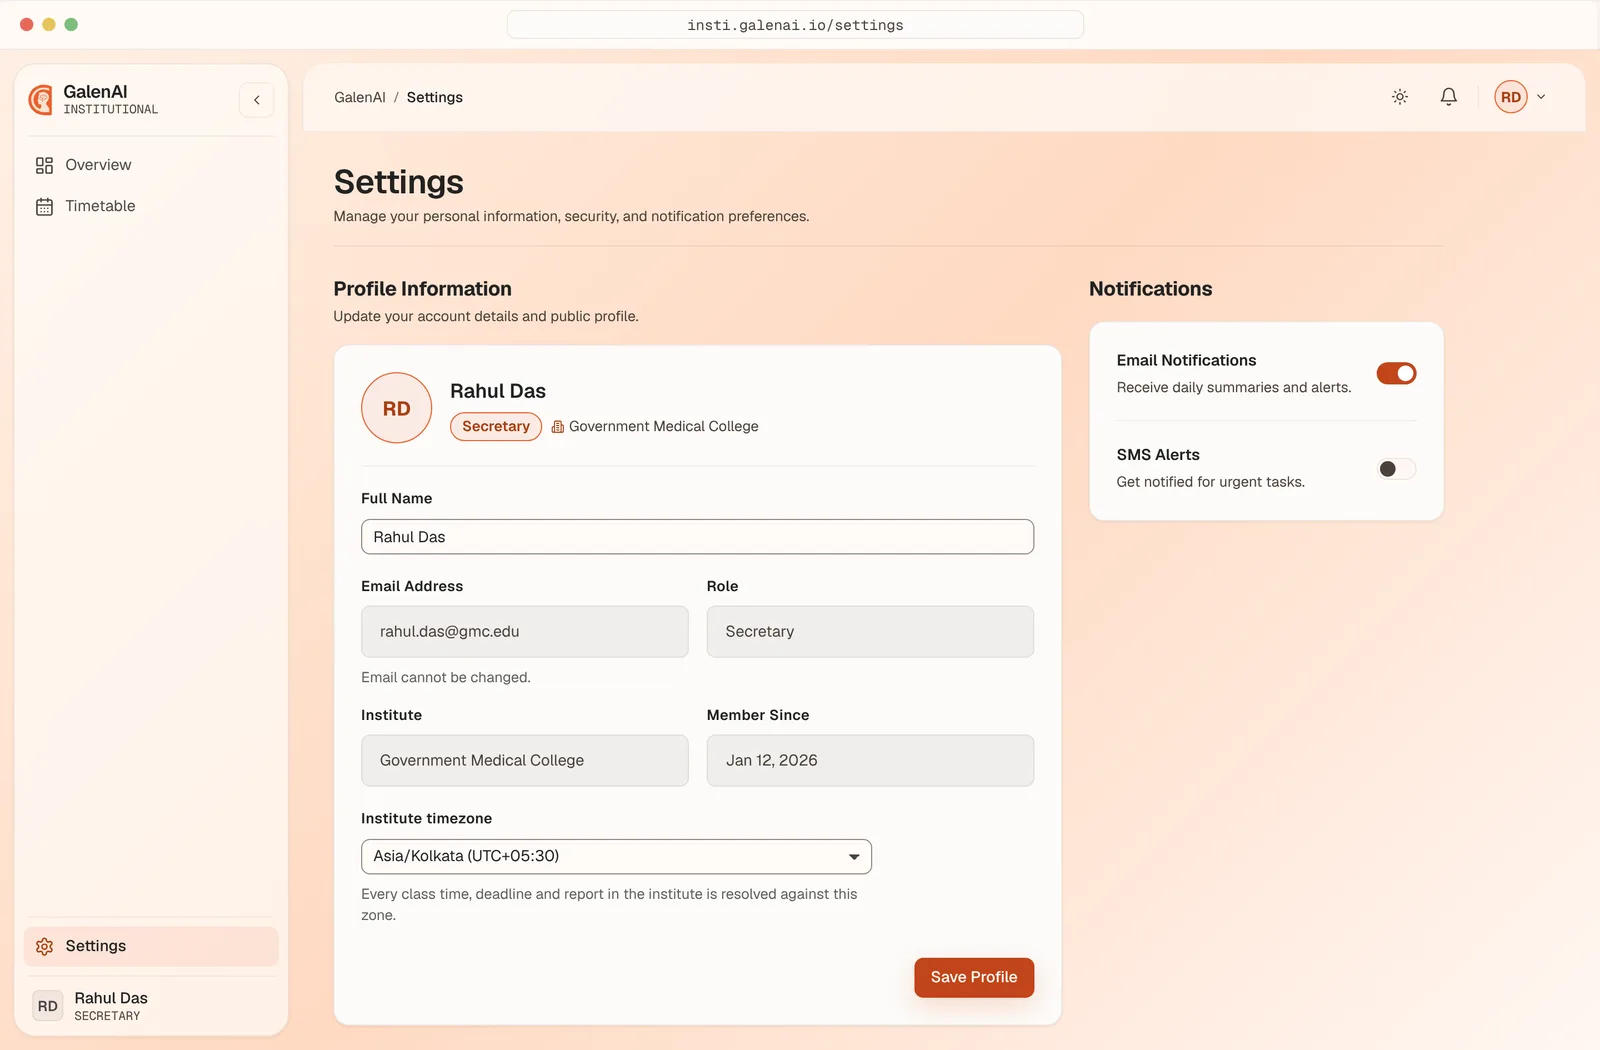 insti.galenai.io/settings
GalenAI
INSTITUTIONAL
Overview
Timetable
Settings
RD
Rahul Das
SECRETARY
GalenAI / Settings
RD
Settings
Manage your personal information, security, and notification preferences.
Profile Information
Update your account details and public profile.
RD
Rahul Das
Secretary
Government Medical College
Full Name
Rahul Das
Email Address
rahul.das@gmc.edu
Email cannot be changed.
Role
Secretary
Institute
Government Medical College
Member Since
Jan 12, 2026
Institute timezone
Asia/Kolkata (UTC+05:30)
Every class time, deadline and report in the institute is resolved against this
zone.
Save Profile
Notifications
Email Notifications
Receive daily summaries and alerts.
SMS Alerts
Get notified for urgent tasks.